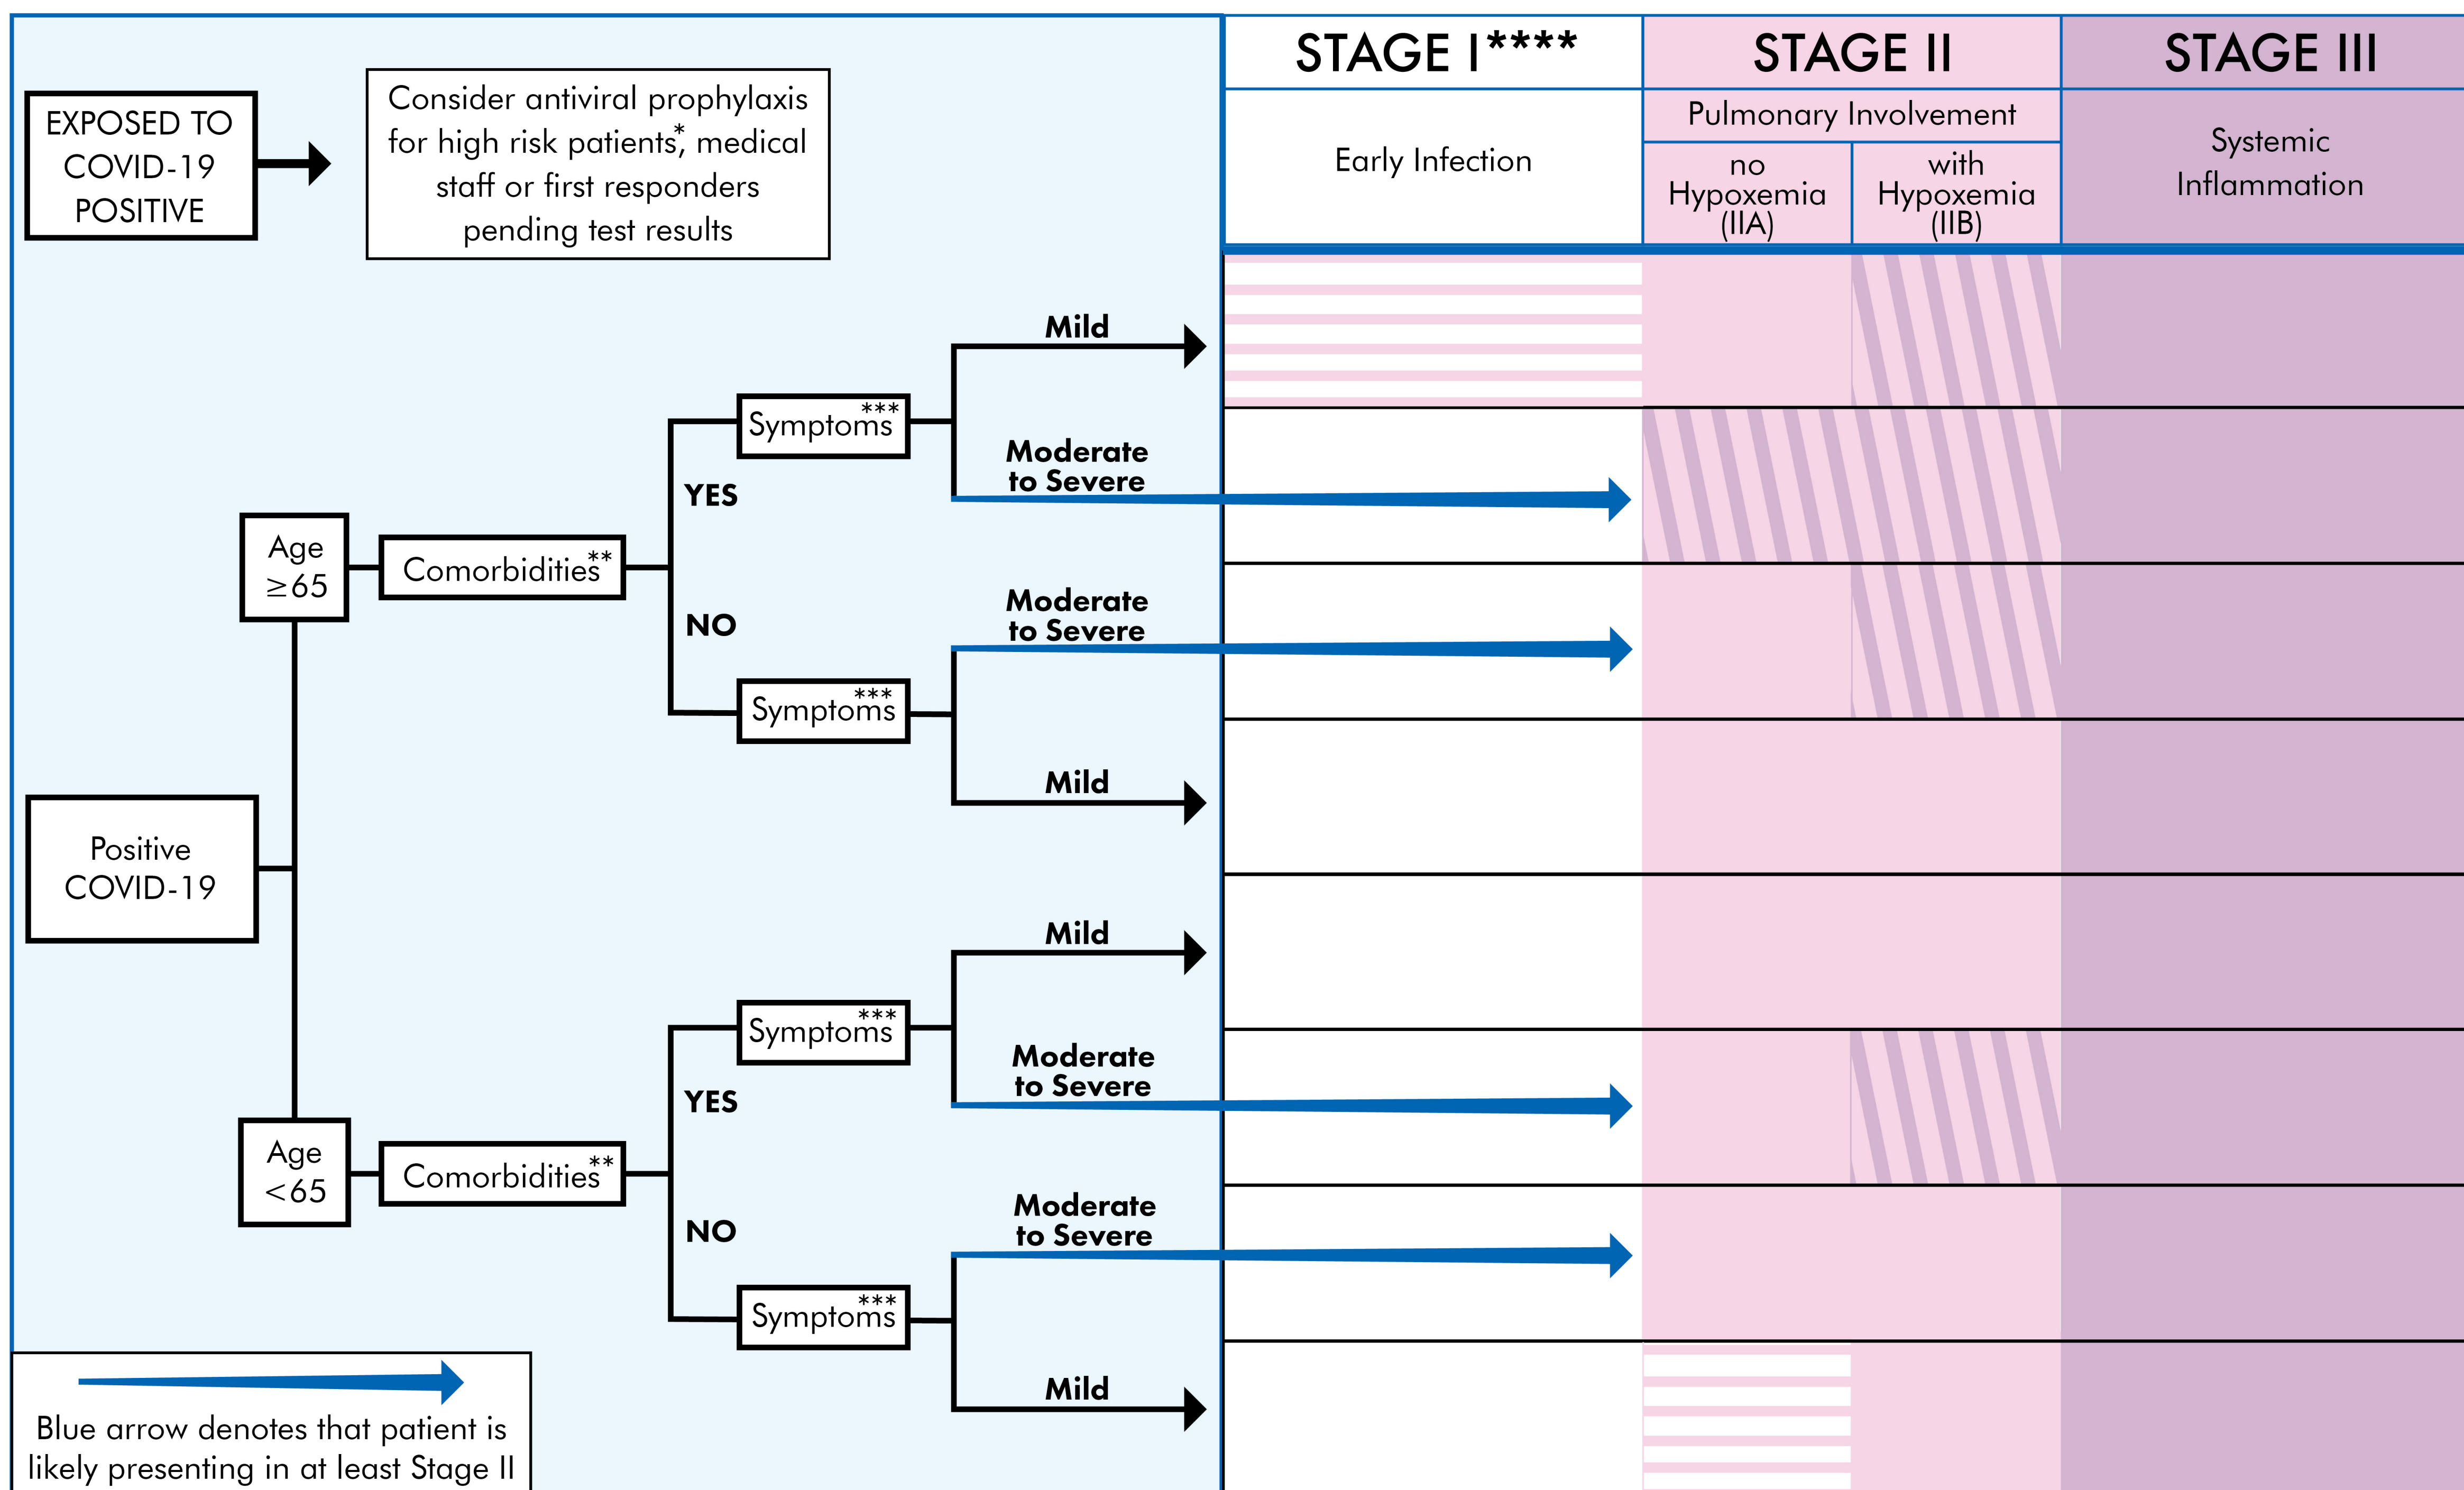 EXPOSED TO
COVID-19
POSITIVE
Consider antiviral prophylaxis
for high risk patients*, medical
staff or first responders
pending test results
STAGE I****
STAGE II
STAGE III
Early Infection
Pulmonary Involvement
no
Hypoxemia
(IIA)
with
Hypoxemia
(IIB)
Systemic
Inflammation
Mild
Symptoms***
Moderate
to Severe
YES
Age
≥65
Comorbidities**
NO
Moderate
to Severe
Symptoms***
Mild
Positive
COVID-19
Mild
Symptoms***
Moderate
to Severe
YES
Age
<65
Comorbidities**
NO
Moderate
to Severe
Symptoms***
Mild
Blue arrow denotes that patient is
likely presenting in at least Stage II